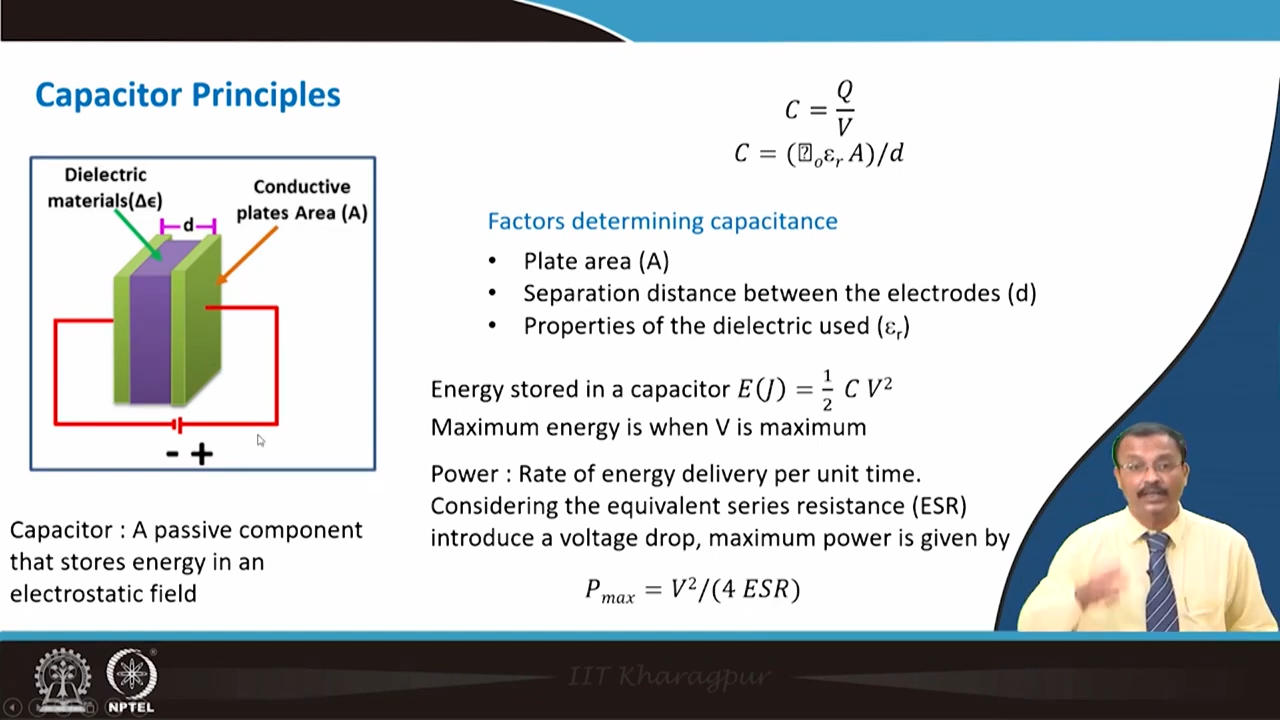 Capacitor Principles
Dielectric
materials(Δϵ)
Conductive
plates Area (A)
d
- +
Capacitor : A passive component
that stores energy in an
electrostatic field
C = Q/V
C = (⍰ₒεᵣ A)/d
Factors determining capacitance
• Plate area (A)
• Separation distance between the electrodes (d)
• Properties of the dielectric used (εᵣ)
Energy stored in a capacitor E(J) = 1/2 C V²
Maximum energy is when V is maximum
Power : Rate of energy delivery per unit time.
Considering the equivalent series resistance (ESR)
introduce a voltage drop, maximum power is given by
Pₘₐₓ = V²/(4 ESR)
IIT Kharagpur
NPTEL